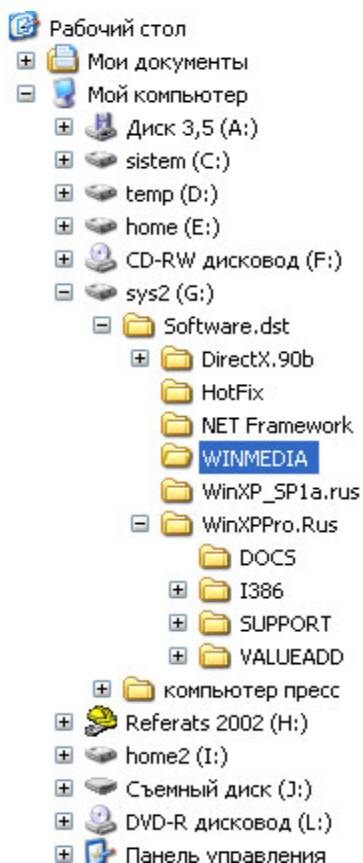 Рабочий стол
Мои документы
Мой компьютер
Диск 3,5 (A:)
sistem (C:)
temp (D:)
home (E:)
CD-RW дисковод (F:)
sys2 (G:)
Software.dst
DirectX.90b
HotFix
NET Framework
WINMEDIA
WinXP_SP1a.rus
WinXPPro.Rus
DOCS
I386
SUPPORT
VALUEADD
компьютер пресс
Referats 2002 (H:)
home2 (I:)
Съемный диск (J:)
DVD-R дисковод (L:)
Панель управления